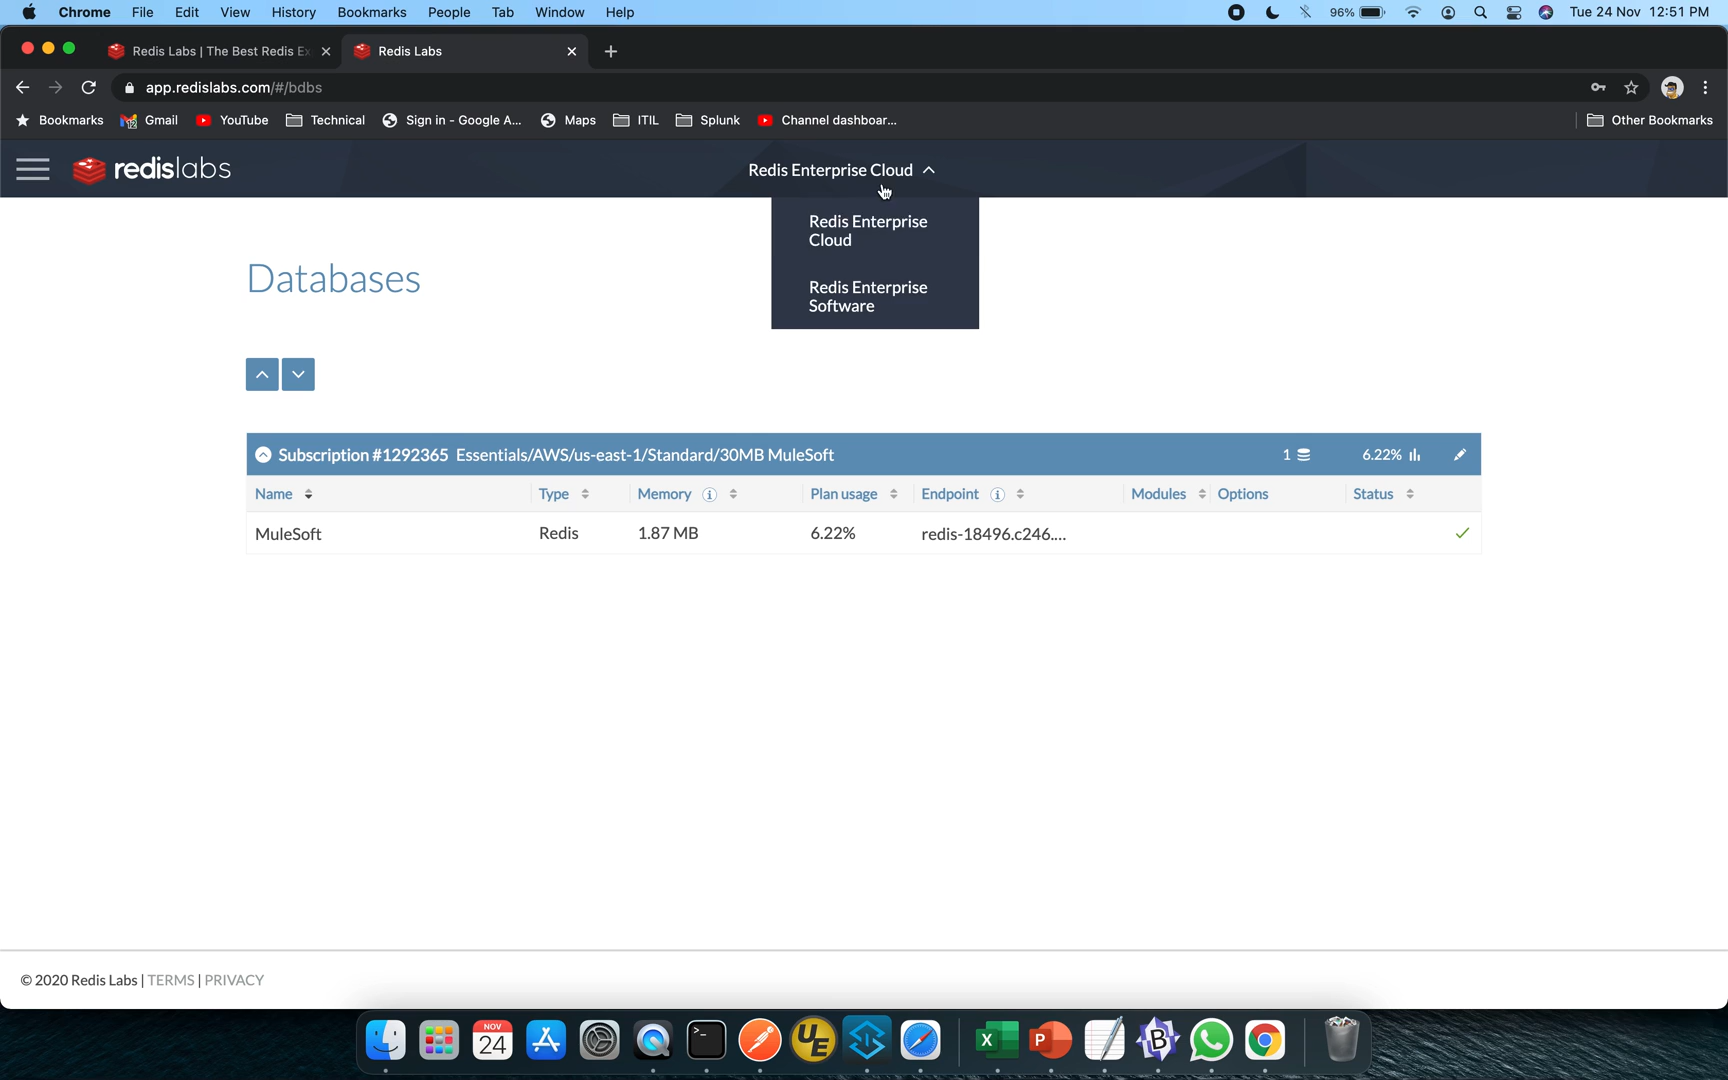 Chrome File Edit View History Bookmarks People Tab Window Help 96% Tue 24 Nov 12:51 PM
Redis Labs | The Best Redis Ex
Redis Labs
app.redislabs.com/#/bdbs
Bookmarks Gmail YouTube Technical Sign in - Google A... Maps ITIL Splunk Channel dashboar... Other Bookmarks
redislabs
Redis Enterprise Cloud
Redis Enterprise
Cloud
Redis Enterprise
Software
Databases
Subscription #1292365 Essentials/AWS/us-east-1/Standard/30MB MuleSoft 1 6.22%
Name Type Memory Plan usage Endpoint Modules Options Status
MuleSoft Redis 1.87 MB 6.22% redis-18496.c246....
© 2020 Redis Labs | TERMS | PRIVACY
NOV
24
>_
UE
X
P
B